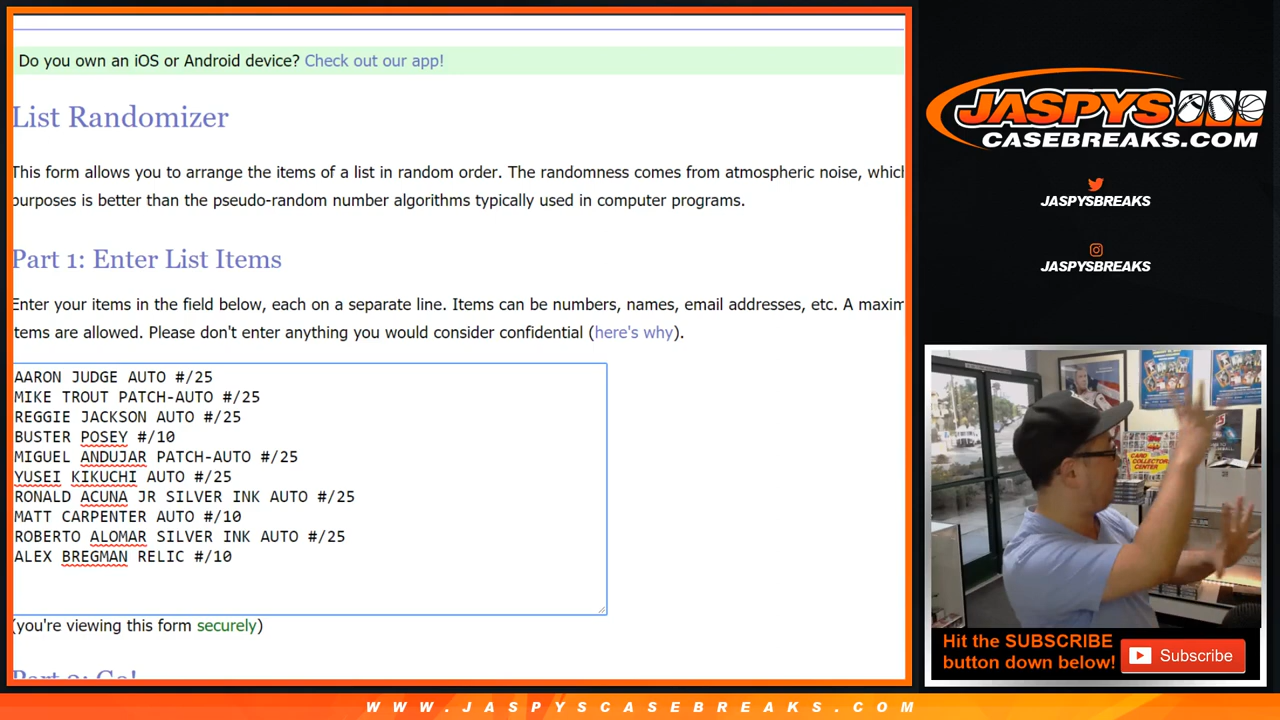 Do you own an iOS or Android device? Check out our app!
List Randomizer
This form allows you to arrange the items of a list in random order. The randomness comes from atmospheric noise, which
purposes is better than the pseudo-random number algorithms typically used in computer programs.
Part 1: Enter List Items
Enter your items in the field below, each on a separate line. Items can be numbers, names, email addresses, etc. A maxim
items are allowed. Please don't enter anything you would consider confidential (here's why).
AARON JUDGE AUTO #/25
MIKE TROUT PATCH-AUTO #/25
REGGIE JACKSON AUTO #/25
BUSTER POSEY #/10
MIGUEL ANDUJAR PATCH-AUTO #/25
YUSEI KIKUCHI AUTO #/25
RONALD ACUNA JR SILVER INK AUTO #/25
MATT CARPENTER AUTO #/10
ROBERTO ALOMAR SILVER INK AUTO #/25
ALEX BREGMAN RELIC #/10
(you're viewing this form securely)
Part 2: Go!
JASPYS
CASEBREAKS.COM
JASPYSBREAKS
JASPYSBREAKS
CARD
COLLECTOR
CENTER
Hit the SUBSCRIBE
button down below!
Subscribe
WWW.JASPYSCASEBREAKS.COM